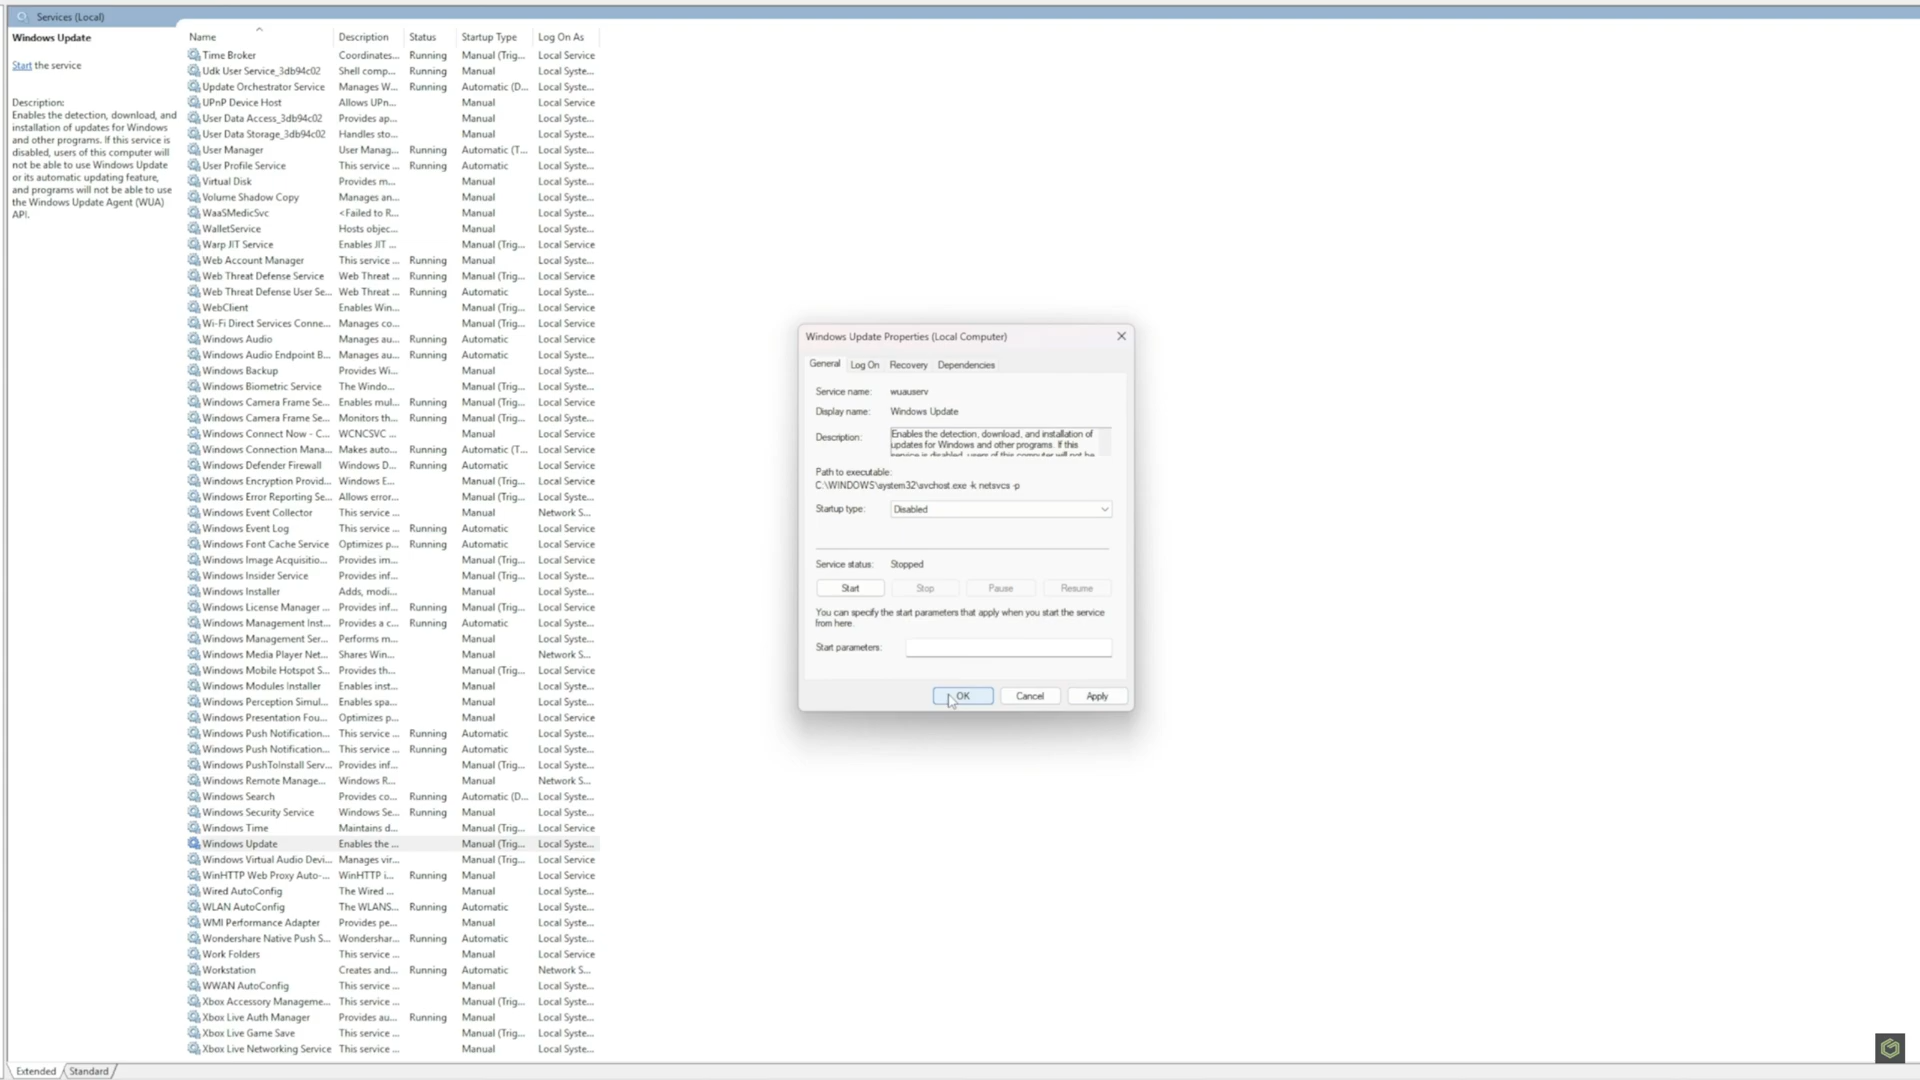 Services (Local)
Windows Update
Start the service
Description:
Enables the detection, download, and
installation of updates for Windows
and other programs. If this service is
disabled, users of this computer will
not be able to use Windows Update
or its automatic updating feature,
and programs will not be able to use
the Windows Update Agent (WUA)
API.
Name Description Status Startup Type Log On As
Time Broker Coordinates... Running Manual (Trig... Local Service
Udk User Service_3db94c02 Shell comp... Running Manual Local Syste...
Update Orchestrator Service Manages W... Running Automatic (D... Local Syste...
UPnP Device Host Allows UPn... Manual Local Service
User Data Access_3db94c02 Provides ap... Manual Local Syste...
User Data Storage_3db94c02 Handles sto... Manual Local Syste...
User Manager User Manag... Running Automatic (T... Local Syste...
User Profile Service This service ... Running Automatic Local Syste...
Virtual Disk Provides m... Manual Local Syste...
Volume Shadow Copy Manages an... Manual Local Syste...
WaaSMedicSvc <Failed to R... Manual Local Syste...
WalletService Hosts objec... Manual Local Syste...
Warp JIT Service Enables JIT ... Manual (Trig... Local Service
Web Account Manager This service ... Running Manual Local Syste...
Web Threat Defense Service Web Threat ... Running Manual (Trig... Local Service
Web Threat Defense User Se... Web Threat ... Running Automatic Local Syste...
WebClient Enables Win... Manual (Trig... Local Service
Wi-Fi Direct Services Conne... Manages co... Manual (Trig... Local Service
Windows Audio Manages au... Running Automatic Local Service
Windows Audio Endpoint B... Manages au... Running Automatic Local Syste...
Windows Backup Provides Wi... Manual Local Syste...
Windows Biometric Service The Windo... Manual (Trig... Local Syste...
Windows Camera Frame Se... Enables mul... Running Manual (Trig... Local Service
Windows Camera Frame Se... Monitors th... Running Manual (Trig... Local Syste...
Windows Connect Now - C... WCNCSVC ... Manual Local Service
Windows Connection Mana... Makes auto... Running Automatic (T... Local Service
Windows Defender Firewall Windows D... Running Automatic Local Service
Windows Encryption Provid... Windows E... Manual (Trig... Local Service
Windows Error Reporting Se... Allows error... Manual (Trig... Local Syste...
Windows Event Collector This service ... Manual Network S...
Windows Event Log This service ... Running Automatic Local Service
Windows Font Cache Service Optimizes p... Running Automatic Local Service
Windows Image Acquisitio... Provides im... Manual (Trig... Local Service
Windows Insider Service Provides inf... Manual (Trig... Local Syste...
Windows Installer Adds, modi... Manual Local Syste...
Windows License Manager ... Provides inf... Running Manual (Trig... Local Service
Windows Management Inst... Provides a c... Running Automatic Local Syste...
Windows Management Ser... Performs m... Manual Local Syste...
Windows Media Player Net... Shares Win... Manual Network S...
Windows Mobile Hotspot S... Provides th... Manual (Trig... Local Service
Windows Modules Installer Enables inst... Manual Local Syste...
Windows Perception Simul... Enables spa... Manual Local Syste...
Windows Presentation Fou... Optimizes p... Manual Local Service
Windows Push Notification... This service ... Running Automatic Local Syste...
Windows Push Notification... This service ... Running Automatic Local Syste...
Windows PushToInstall Serv... Provides inf... Manual (Trig... Local Syste...
Windows Remote Manage... Windows R... Manual Network S...
Windows Search Provides co... Running Automatic (D... Local Syste...
Windows Security Service Windows Se... Running Manual Local Syste...
Windows Time Maintains d... Manual (Trig... Local Service
Windows Update Enables the ... Manual (Trig... Local Syste...
Windows Virtual Audio Devi... Manages vir... Manual (Trig... Local Service
WinHTTP Web Proxy Auto-... WinHTTP i... Running Manual Local Service
Wired AutoConfig The Wired ... Manual Local Syste...
WLAN AutoConfig The WLANS... Running Automatic Local Syste...
WMI Performance Adapter Provides pe... Manual Local Syste...
Wondershare Native Push S... Wondershar... Running Automatic Local Syste...
Work Folders This service ... Manual Local Service
Workstation Creates and... Running Automatic Network S...
WWAN AutoConfig This service ... Manual Local Syste...
Xbox Accessory Manageme... This service ... Manual (Trig... Local Syste...
Xbox Live Auth Manager Provides au... Running Manual Local Syste...
Xbox Live Game Save This service ... Manual (Trig... Local Syste...
Xbox Live Networking Service This service ... Manual Local Syste...
Extended Standard
Windows Update Properties (Local Computer)
General Log On Recovery Dependencies
Service name: wuauserv
Display name: Windows Update
Description: Enables the detection, download, and installation of
updates for Windows and other programs. If this
service is disabled, users of this computer will not be
Path to executable:
C:\WINDOWS\system32\svchost.exe -k netsvcs -p
Startup type: Disabled
Service status: Stopped
Start Stop Pause Resume
You can specify the start parameters that apply when you start the service
from here.
Start parameters:
OK Cancel Apply